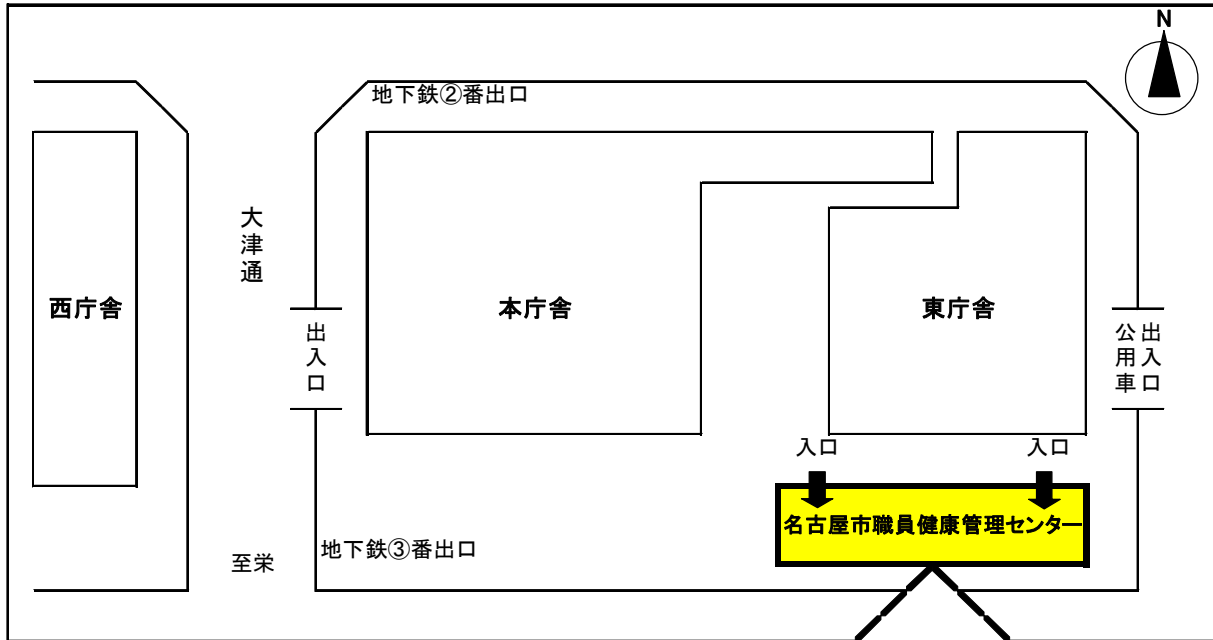 N
地下鉄②番出口
大津通
西庁舎
本庁舎
東庁舎
出入口
公用車
出入口
入口
入口
名古屋市職員健康管理センター
至栄
地下鉄③番出口